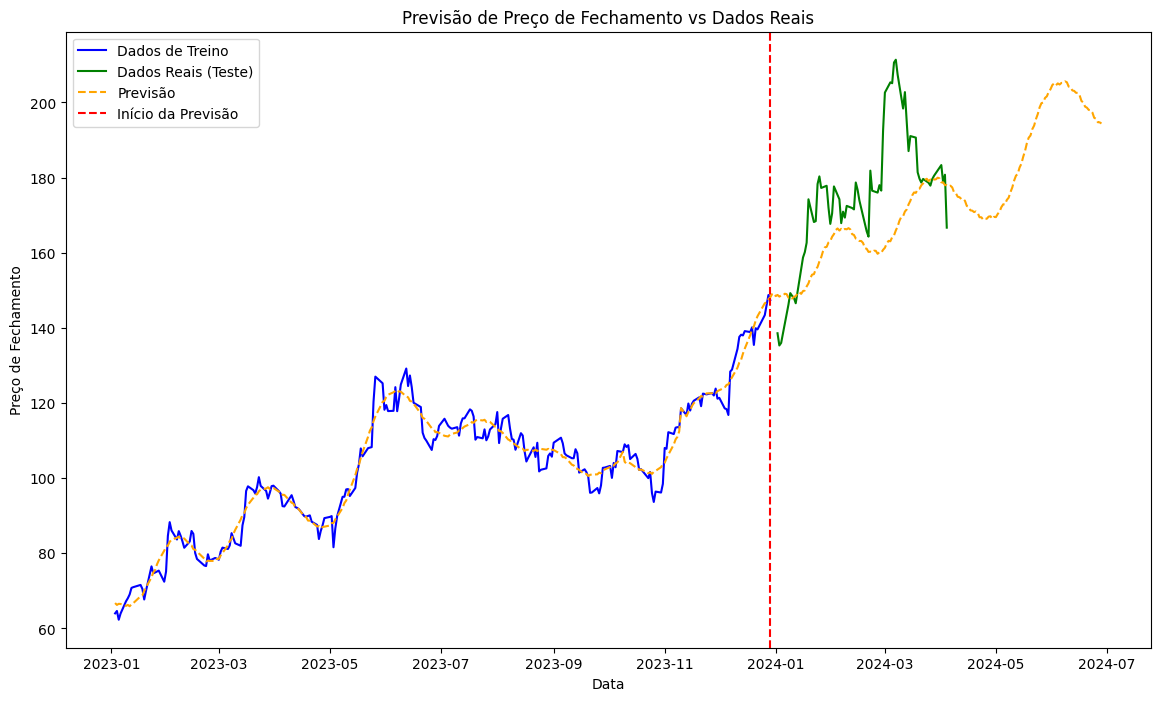 Previsão de Preço de Fechamento vs Dados Reais
Dados de Treino
Dados Reais (Teste)
Previsão
Início da Previsão
Preço de Fechamento
200
180
160
140
120
100
80
60
2023-01
2023-03
2023-05
2023-07
2023-09
2023-11
2024-01
2024-03
2024-05
2024-07
Data